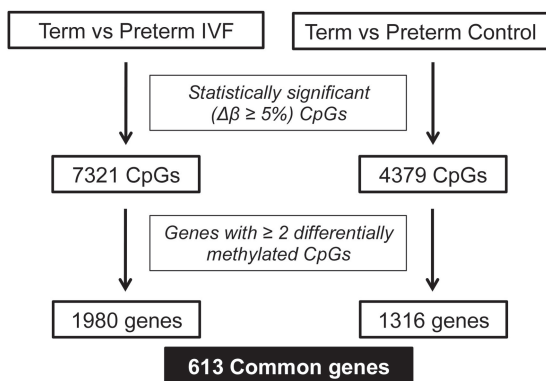 Term vs Preterm IVF
Term vs Preterm Control
Statistically significant
(Δβ ≥ 5%) CpGs
7321 CpGs
4379 CpGs
Genes with ≥ 2 differentially
methylated CpGs
1980 genes
1316 genes
613 Common genes